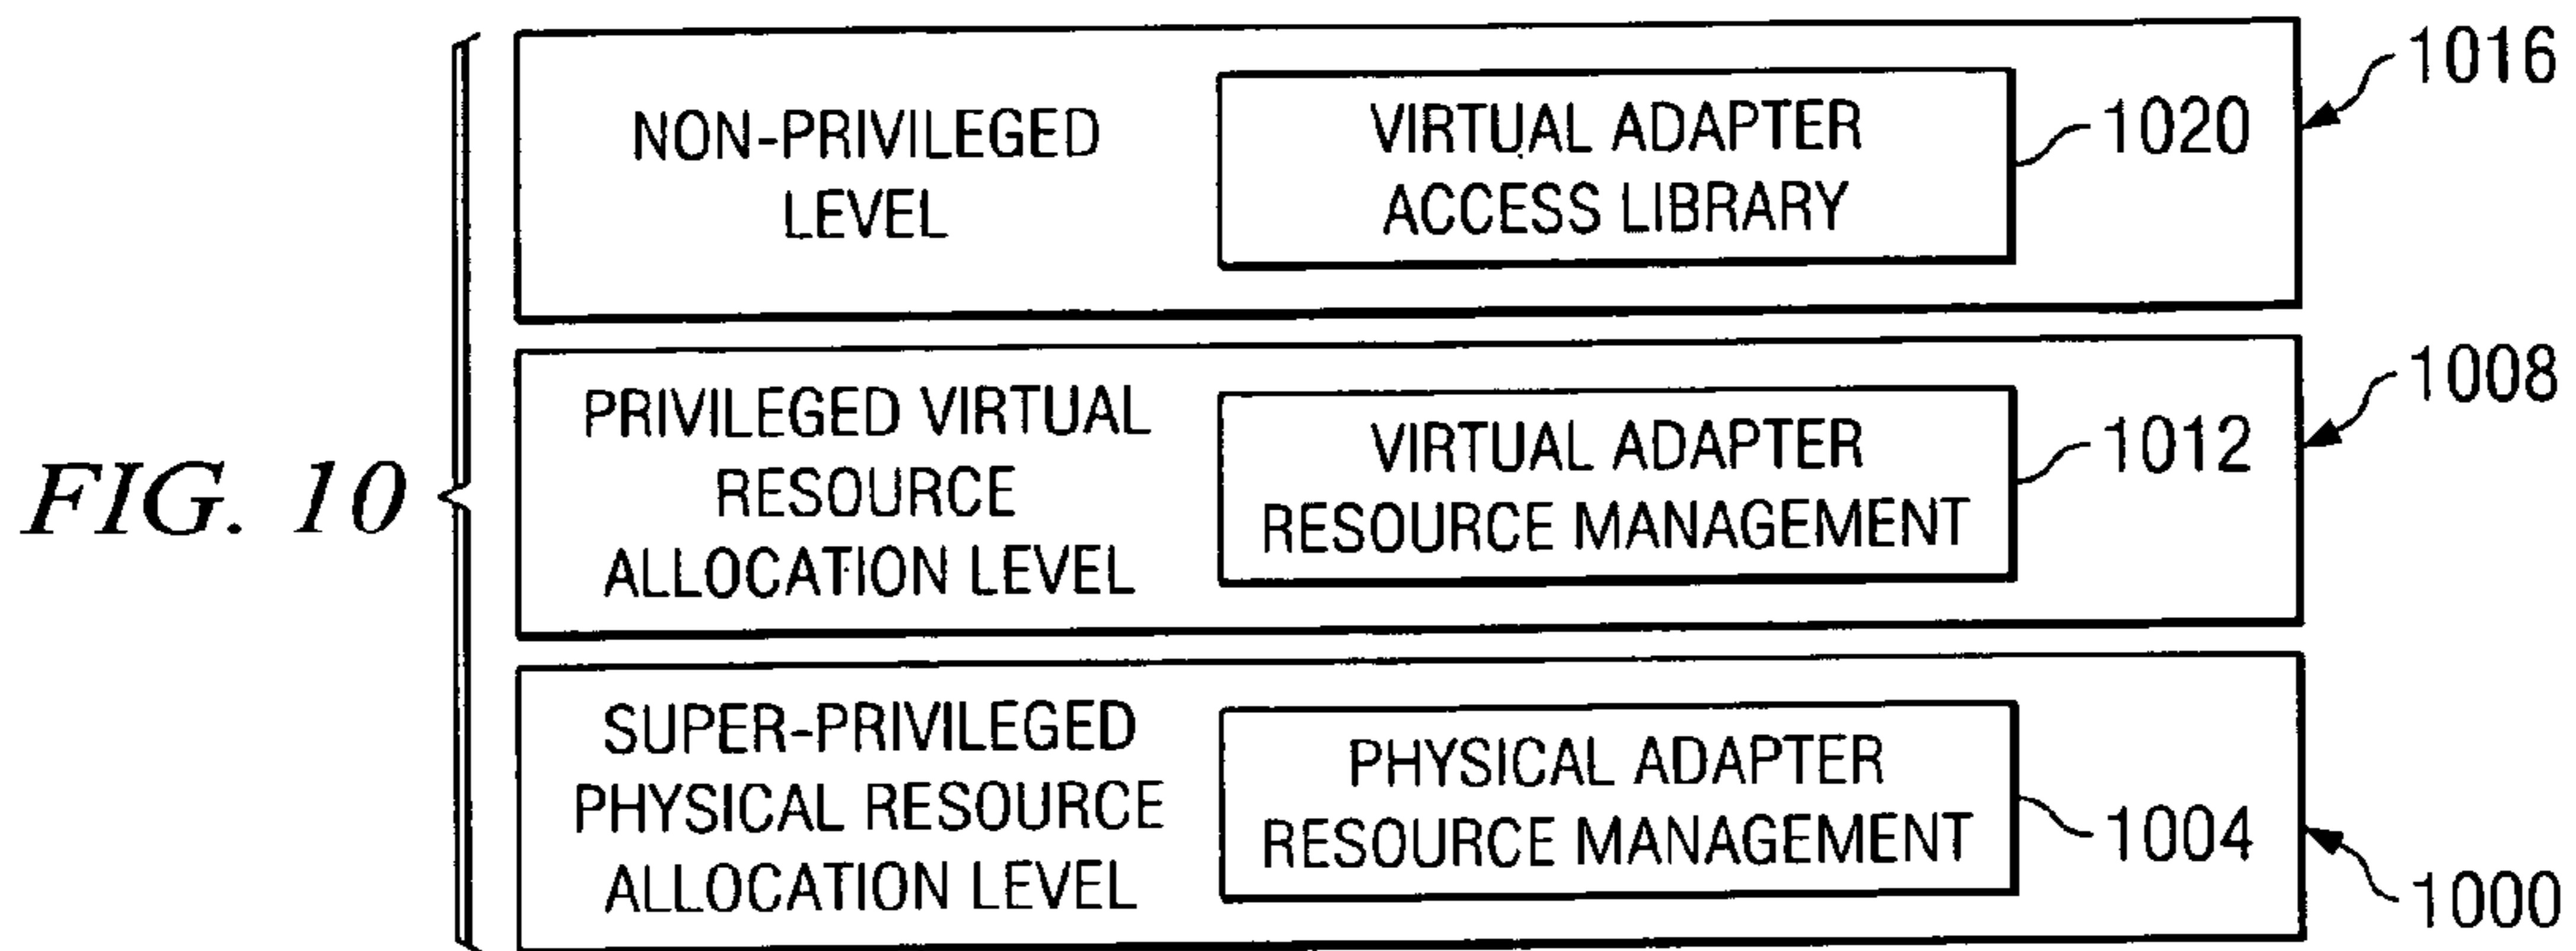 FIG. 10
NON-PRIVILEGED
LEVEL
VIRTUAL ADAPTER
ACCESS LIBRARY
1020
1016
PRIVILEGED VIRTUAL
RESOURCE
ALLOCATION LEVEL
VIRTUAL ADAPTER
RESOURCE MANAGEMENT
1012
1008
SUPER-PRIVILEGED
PHYSICAL RESOURCE
ALLOCATION LEVEL
PHYSICAL ADAPTER
RESOURCE MANAGEMENT
1004
1000